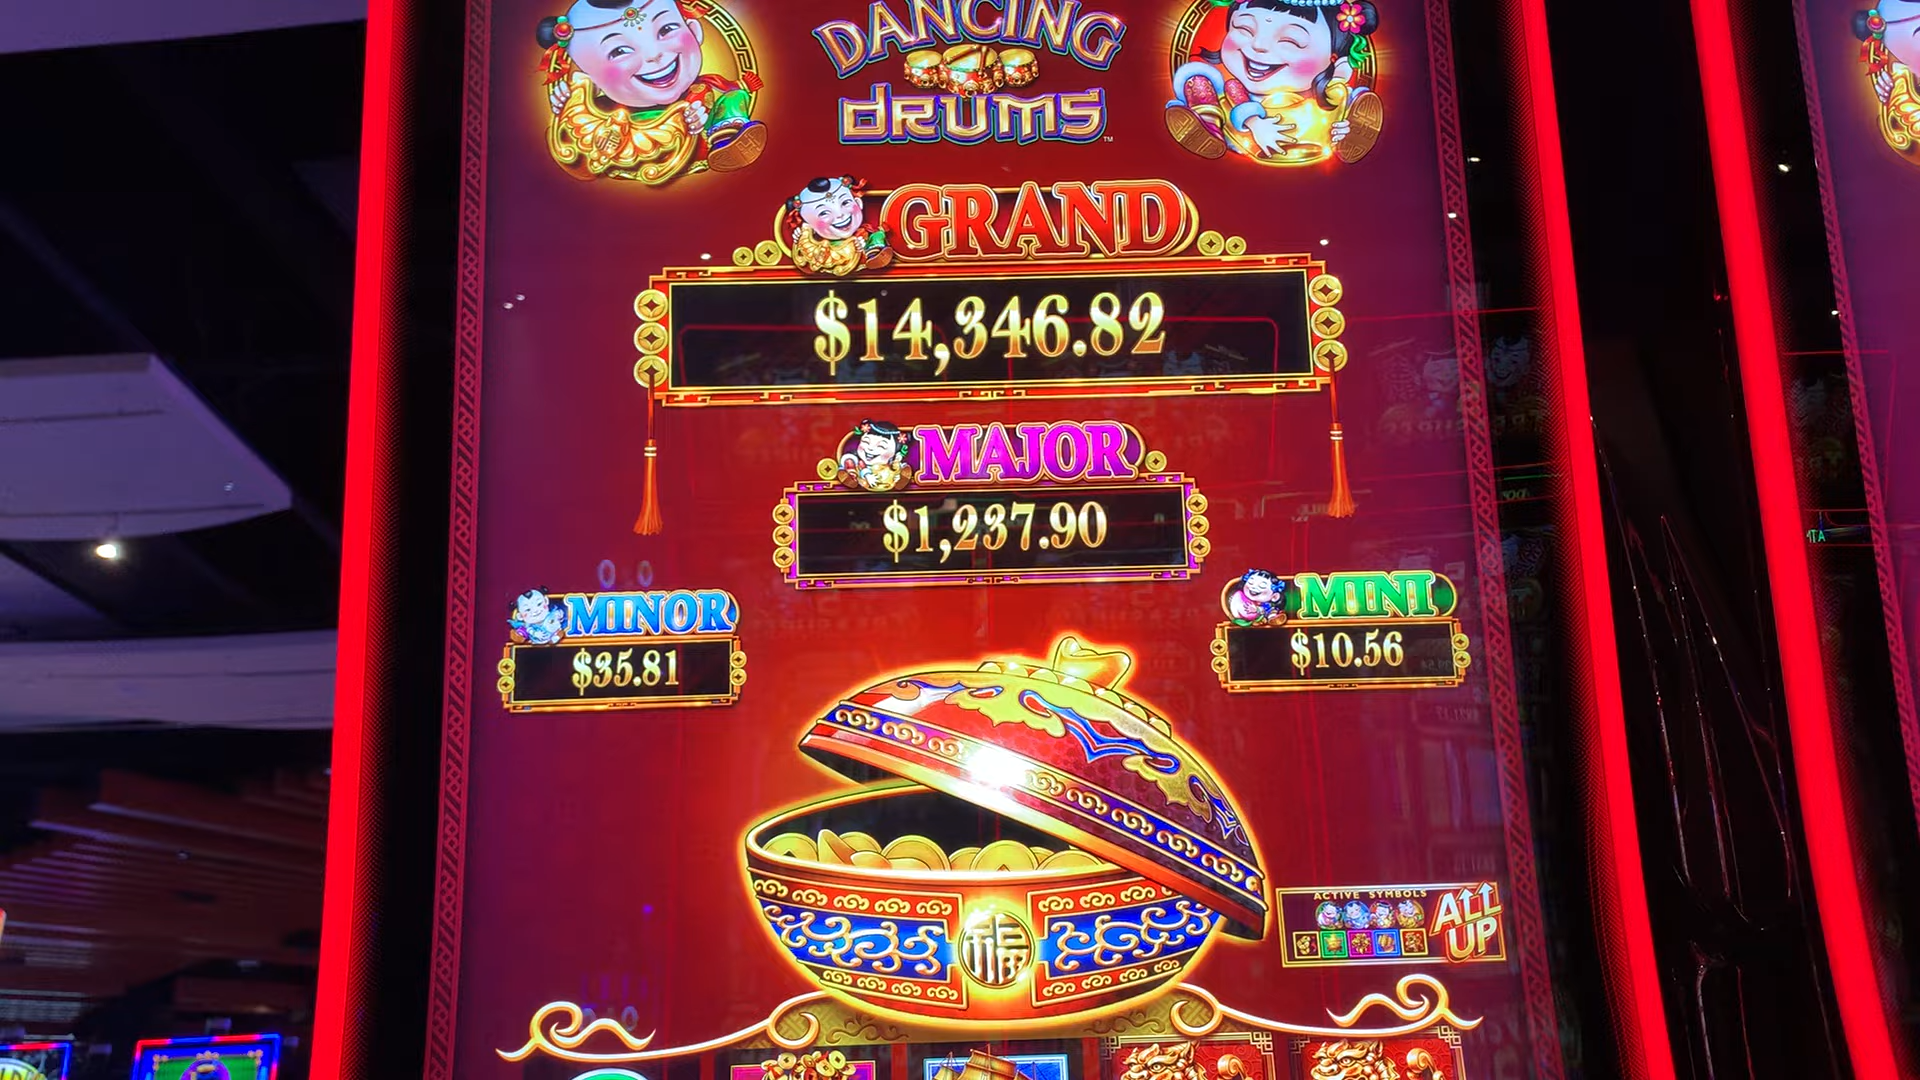 DANCING
DRUMS™
GRAND
$14,346.82
MAJOR
$1,237.90
MINOR
$35.81
MINI
$10.56
福
ACTIVE SYMBOLS
ALL
UP